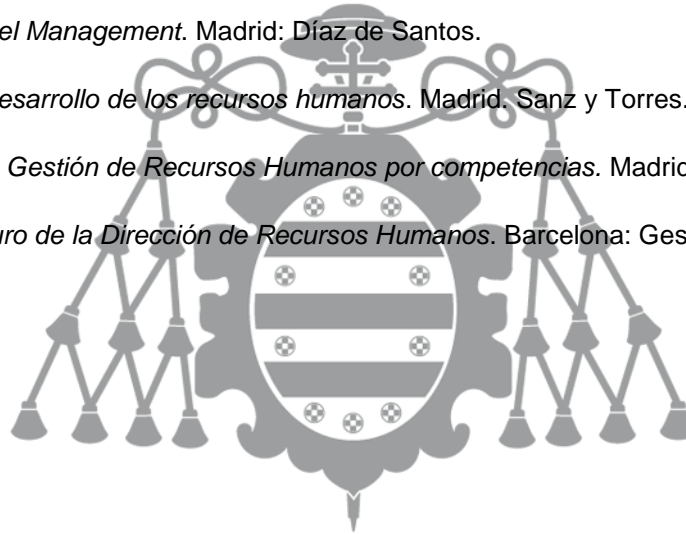 el Management. Madrid: Díaz de Santos.
esarrollo de los recursos humanos. Madrid. Sanz y Torres.
Gestión de Recursos Humanos por competencias. Madrid
uro de la Dirección de Recursos Humanos. Barcelona: Ges